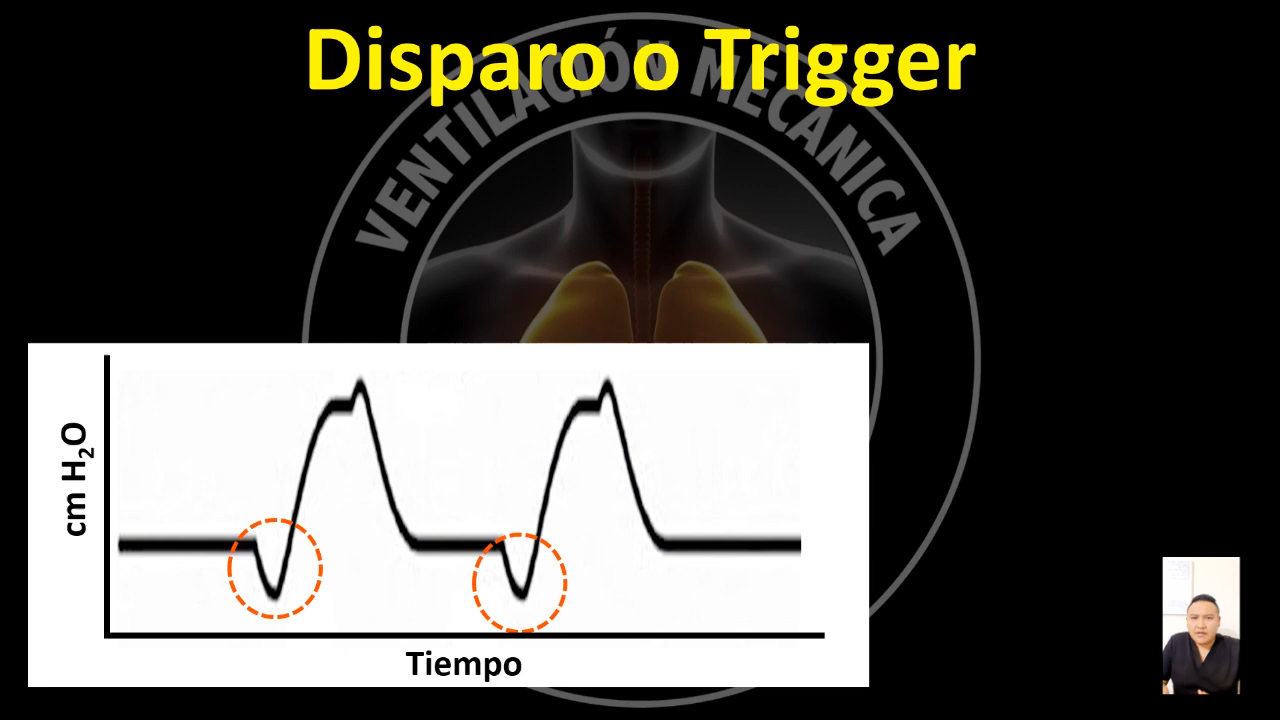 Disparo o Trigger
VENTILACIÓN MECÁNICA
cm H₂O
Tiempo